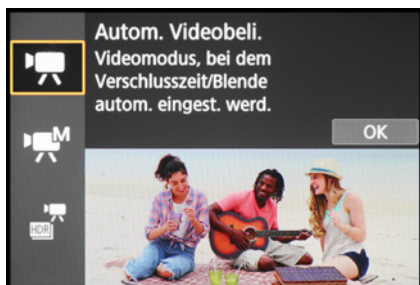 Autom. Videobeli.
Videomodus, bei dem
Verschlusszeit/Blende
autom. eingest. werd.
M
OK
HDR